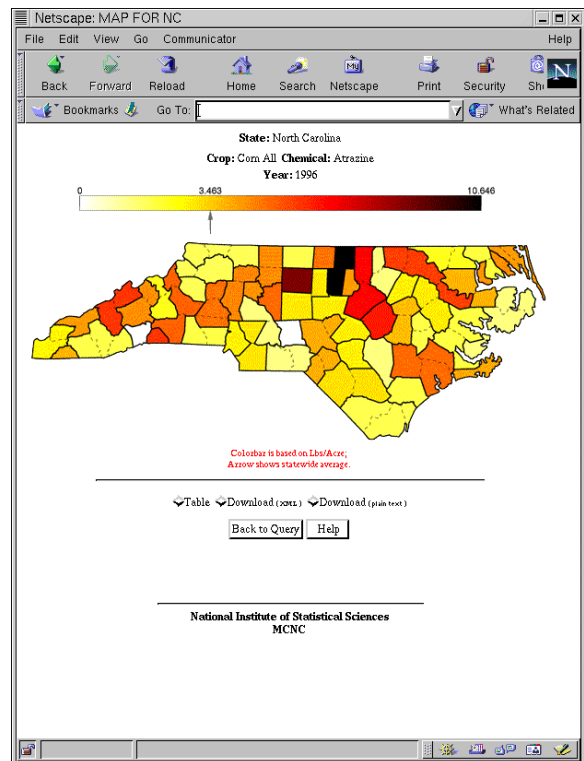 Netscape: MAP FOR NC
File Edit View Go Communicator Help
Back Forward Reload Home Search Netscape Print Security
My
N
Bookmarks Go To: What's Related
State: North Carolina
Crop: Corn All Chemical: Atrazine
Year: 1996
0 3.463 10.646
Colorbar is based on Lbs/Acre;
Arrow shows statewide average.
Table Download (XML) Download (plain text)
Back to Query Help
National Institute of Statistical Sciences
MCNC